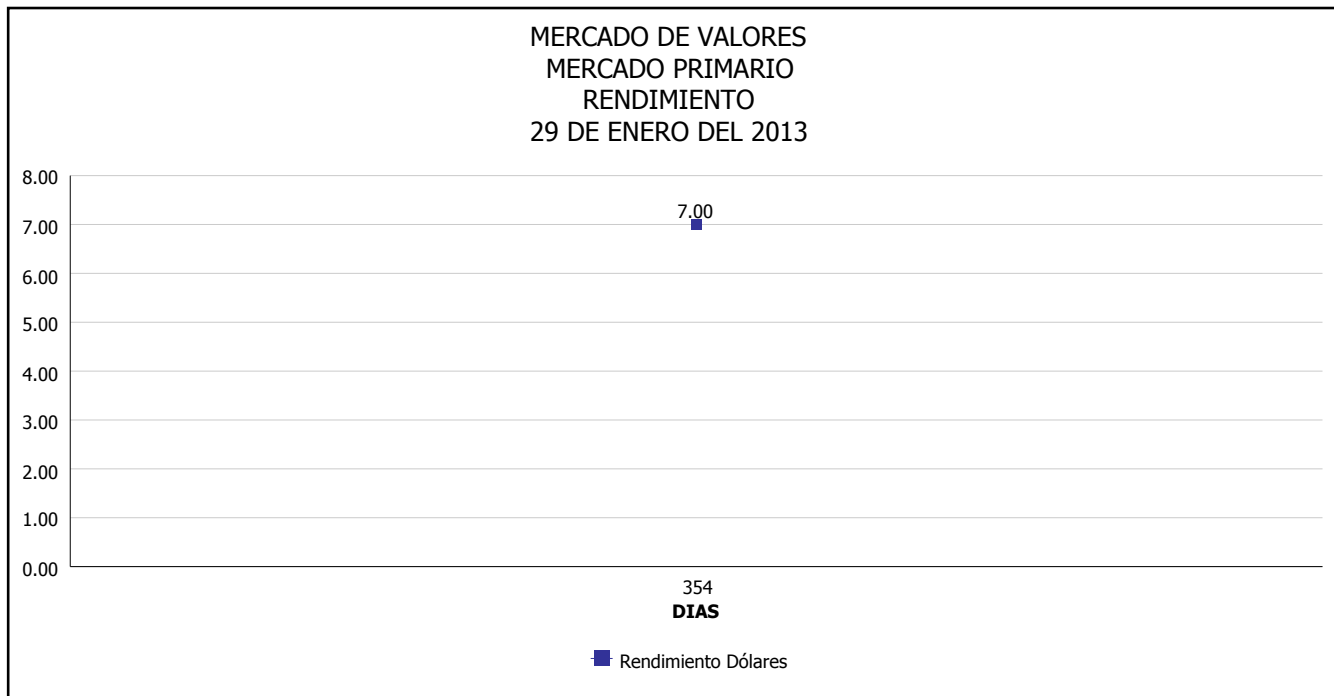 MERCADO DE VALORES
MERCADO PRIMARIO
RENDIMIENTO
29 DE ENERO DEL 2013
8.00
7.00
7.00
6.00
5.00
4.00
3.00
2.00
1.00
0.00
354
DIAS
Rendimiento Dólares